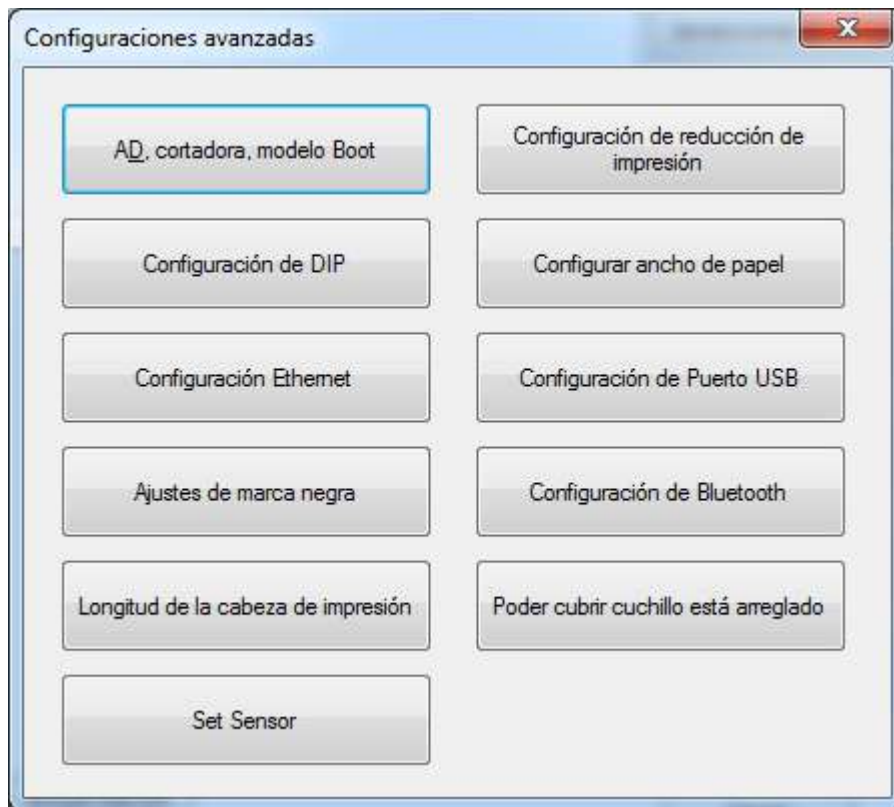 Configuraciones avanzadas
AD, cortadora, modelo Boot
Configuración de reducción de
impresión
Configuración de DIP
Configurar ancho de papel
Configuración Ethernet
Configuración de Puerto USB
Ajustes de marca negra
Configuración de Bluetooth
Longitud de la cabeza de impresión
Poder cubrir cuchillo está arreglado
Set Sensor